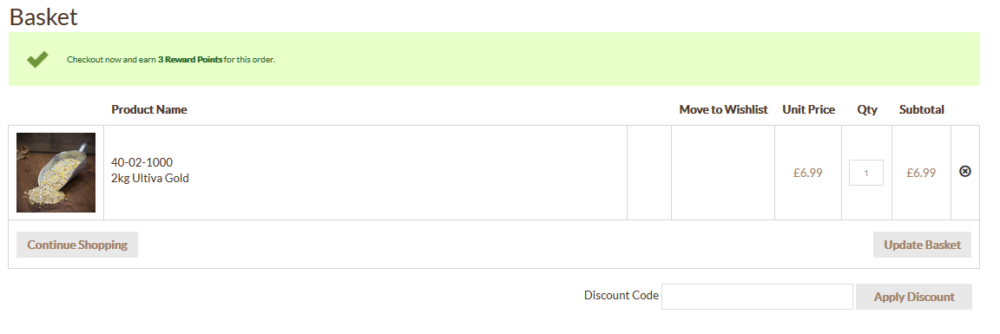 Basket
Checkout now and earn 3 Reward Points for this order.
Product Name Move to Wishlist Unit Price Qty Subtotal
40-02-1000
2kg Ultiva Gold
£6.99 1 £6.99
Continue Shopping Update Basket
Discount Code Apply Discount